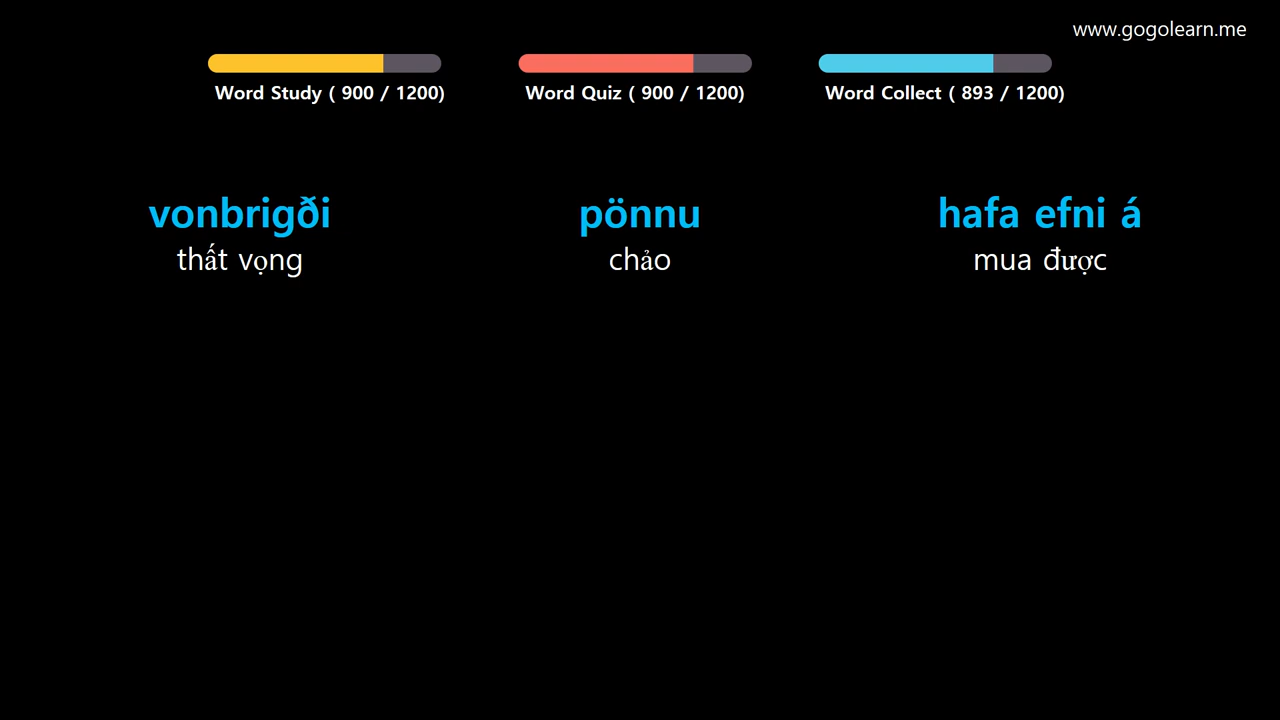 www.gogolearn.me
Word Study ( 900 / 1200)
Word Quiz ( 900 / 1200)
Word Collect ( 893 / 1200)
vonbrigði
thất vọng
pönnu
chảo
hafa efni á
mua được